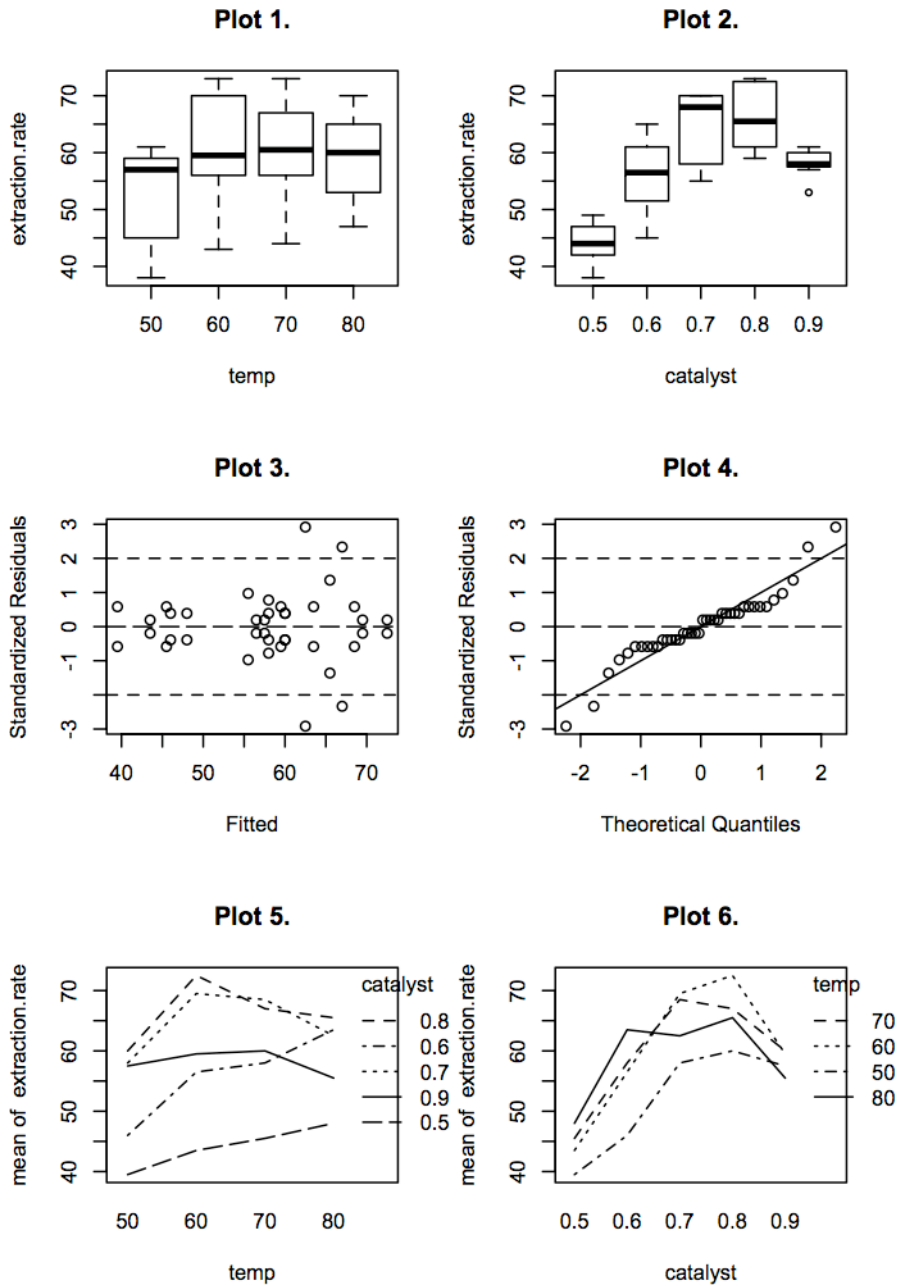 Plot 1.
extraction.rate
70
60
50
40
50 60 70 80
temp
Plot 2.
extraction.rate
70
60
50
40
0.5 0.6 0.7 0.8 0.9
catalyst
Plot 3.
Standardized Residuals
3
2
1
0
-1
-3
40 50 60 70
Fitted
Plot 4.
Standardized Residuals
3
2
1
0
-1
-3
-2 -1 0 1 2
Theoretical Quantiles
Plot 5.
mean of extraction.rate
70
60
50
40
catalyst
0.8
0.6
0.7
0.9
0.5
50 60 70 80
temp
Plot 6.
mean of extraction.rate
70
60
50
40
temp
70
60
50
80
0.5 0.6 0.7 0.8 0.9
catalyst